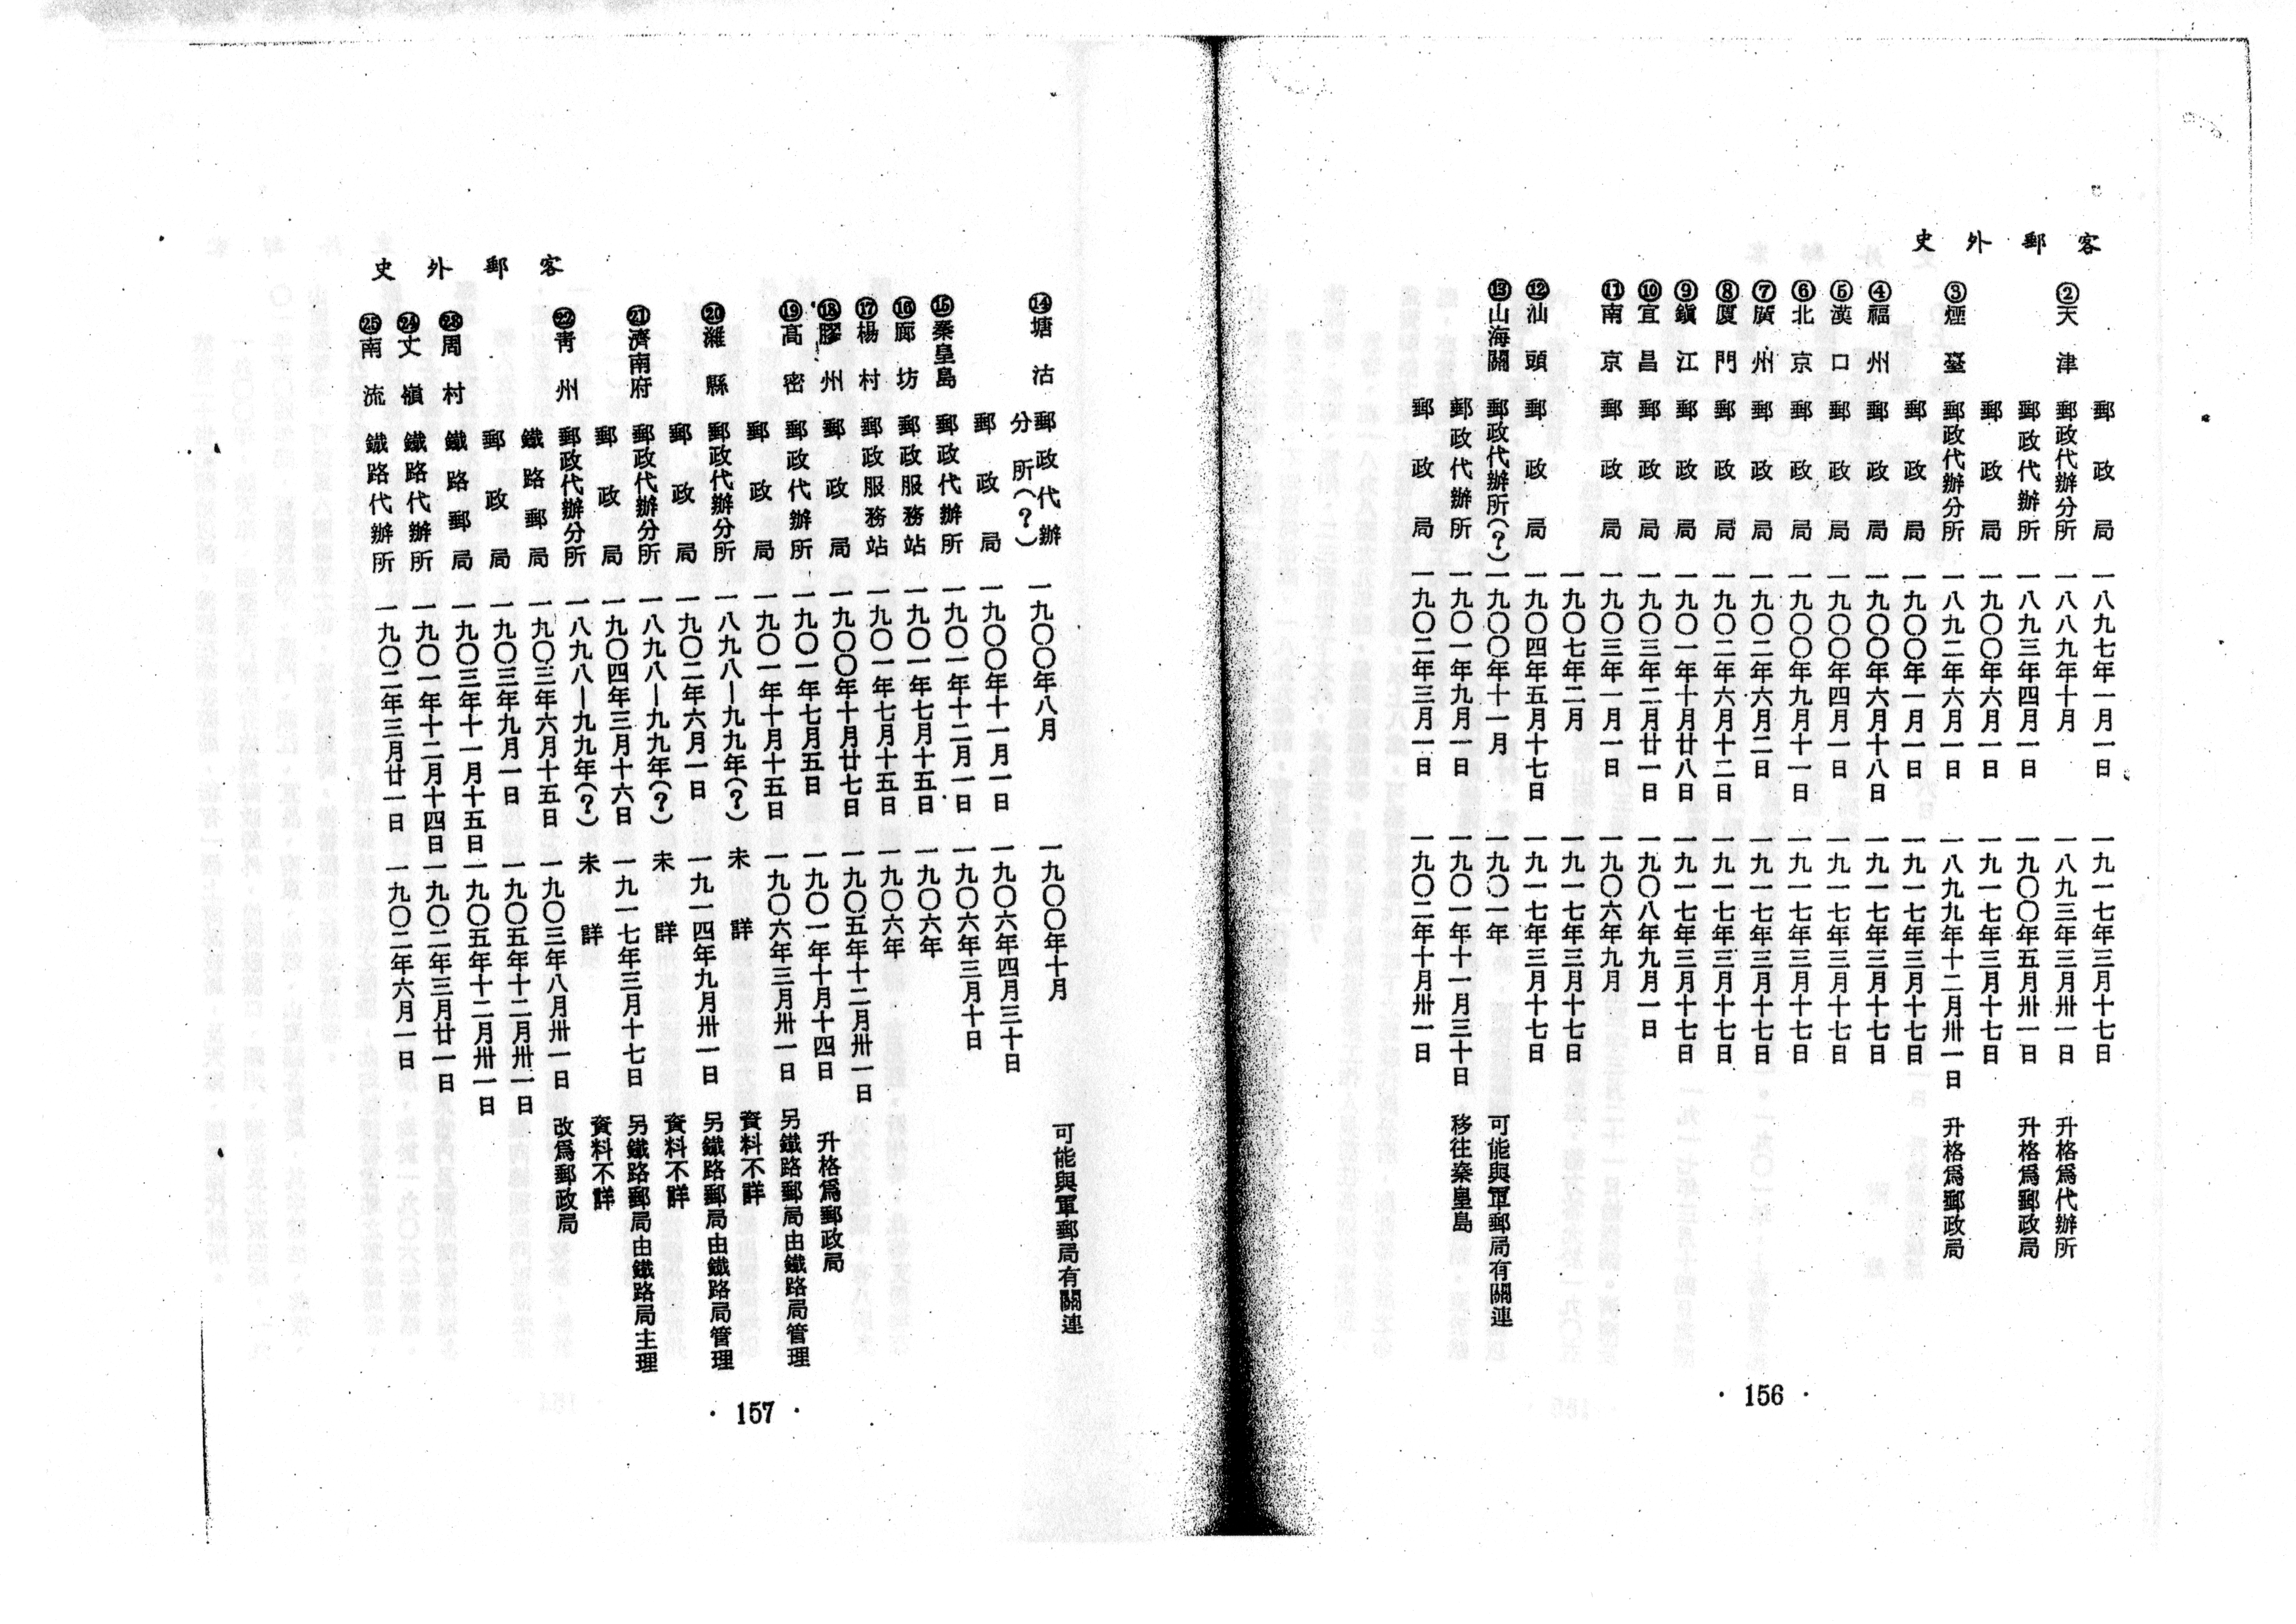 客郵外史
郵政局 一八九七年一月一日 一九一七年三月十七日
②天津 郵政代辦分所 一八八九年十月 一八九三年三月卅一日 升格爲代辦所
郵政代辦所 一八九三年四月一日 一九〇〇年五月卅一日 升格爲郵政局
郵政局 一九〇〇年六月一日 一九一七年三月十七日
③煙臺 郵政代辦分所 一八九二年六月一日 一八九九年十二月卅一日 升格爲郵政局
郵政局 一九〇〇年一月一日 一九一七年三月十七日
④福州 郵政局 一九〇〇年六月十八日 一九一七年三月十七日
⑤漢口 郵政局 一九〇〇年四月一日 一九一七年三月十七日
⑥北京 郵政局 一九〇〇年九月十一日 一九一七年三月十七日
⑦廣州 郵政局 一九〇二年六月二日 一九一七年三月十七日
⑧廈門 郵政局 一九〇二年六月十二日 一九一七年三月十七日
⑨鎭江 郵政局 一九〇一年十月廿八日 一九一七年三月十七日
⑩宜昌 郵政局 一九〇三年二月廿一日 一九〇八年九月一日
⑪南京 郵政局 一九〇三年一月一日 一九〇六年九月
一九〇七年二月 一九一七年三月十七日
⑫汕頭 郵政局 一九〇四年五月十七日 一九一七年三月十七日
⑬山海關 郵政代辦所(?) 一九〇〇年十一月 一九〇一年 可能與軍郵局有關連
郵政代辦所 一九〇一年九月一日 一九〇一年十一月三十日 移往秦皇島
郵政局 一九〇二年三月一日 一九〇二年十月卅一日
·156·
客郵外史
⑭塘沽 郵政代辦分所(?) 一九〇〇年八月 一九〇〇年十月 可能與軍郵局有關連
郵政局 一九〇〇年十一月一日 一九〇六年四月三十日
⑮秦皇島 郵政代辦所 一九〇一年十二月一日 一九〇六年三月十日
⑯廊坊 郵政服務站 一九〇一年七月十五日 一九〇六年
⑰楊村 郵政服務站 一九〇一年七月十五日 一九〇六年
⑱膠州 郵政局 一九〇〇年十月廿七日 一九〇五年十二月卅一日
⑲高密 郵政代辦所 一九〇一年七月五日 一九〇一年十月十四日 升格爲郵政局
郵政局 一九〇一年十月十五日 一九〇六年三月卅一日 另鐵路郵局由鐵路局管理
⑳濰縣 郵政代辦分所 一八九八—九九年(?) 未詳 資料不詳
郵政局 一九〇二年六月一日 一九一四年九月卅一日 另鐵路郵局由鐵路局管理
㉑濟南府 郵政代辦分所 一八九八—九九年(?) 未詳 資料不詳
郵政局 一九〇四年三月十六日 一九一七年三月十七日 另鐵路郵局由鐵路局主理
㉒靑州 郵政代辦分所 一八九八—九九年(?) 未詳 資料不詳
鐵路郵局 一九〇三年六月十五日 一九〇三年八月卅一日 改爲郵政局
郵政局 一九〇三年九月一日 一九〇五年十二月卅一日
㉘周村 鐵路郵局 一九〇三年十一月十五日 一九〇五年十二月卅一日
㉔丈嶺 鐵路代辦所 一九〇一年十二月十四日 一九〇二年三月廿一日
㉕南流 鐵路代辦所 一九〇二年三月廿一日 一九〇二年六月一日
·157·